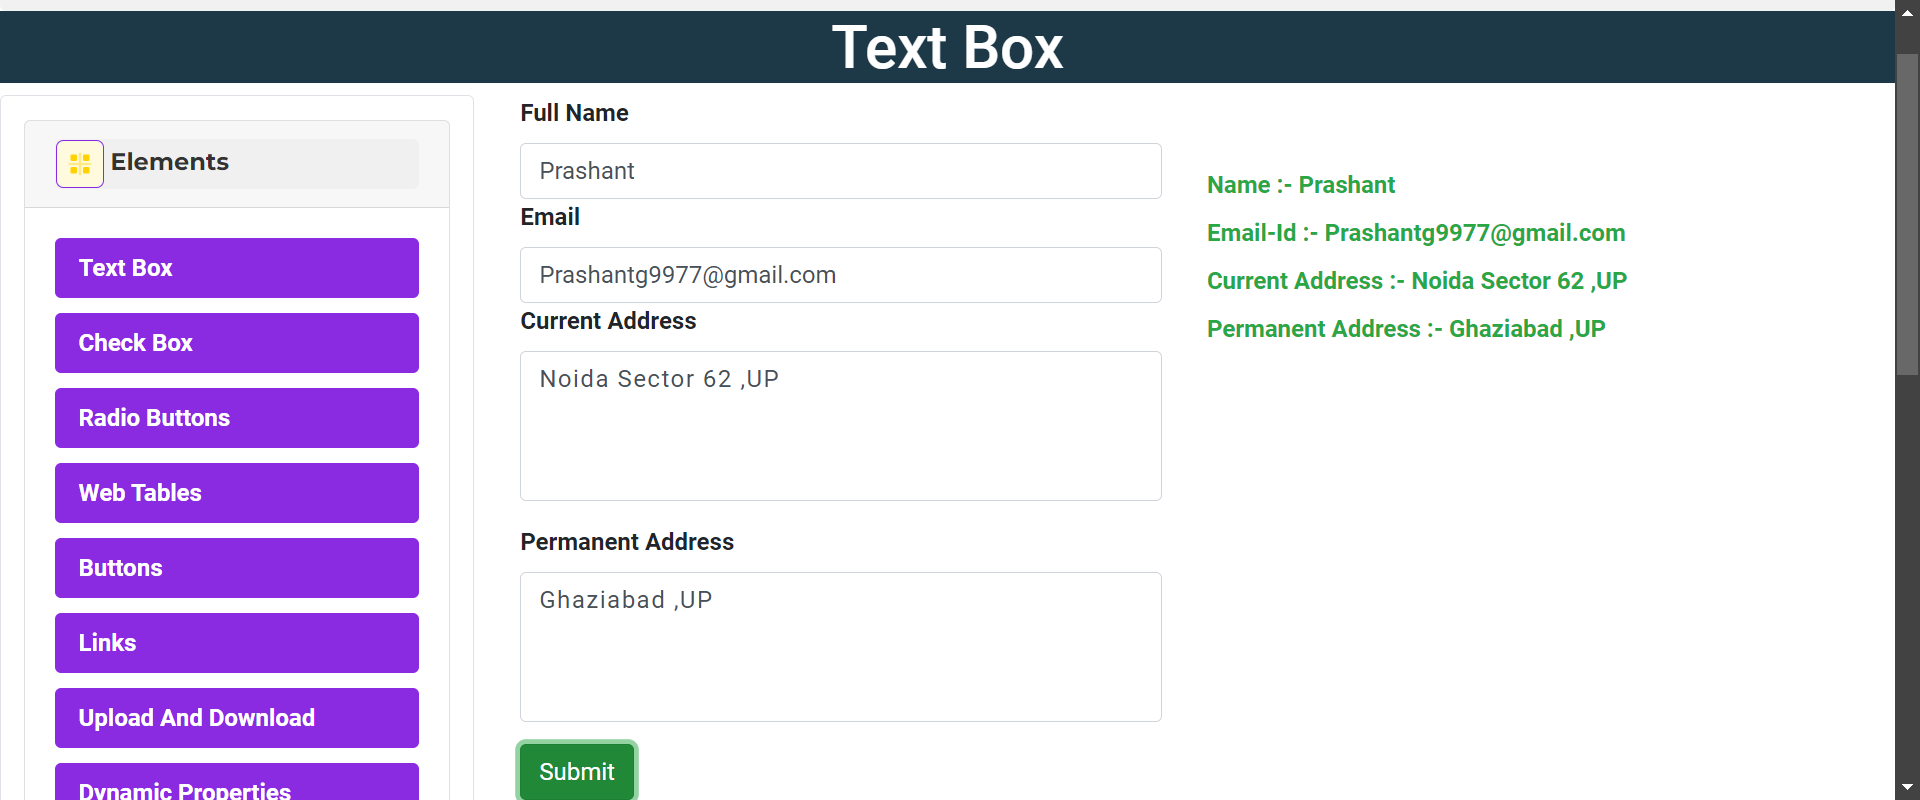 Text Box
Elements
Text Box
Check Box
Radio Buttons
Web Tables
Buttons
Links
Upload And Download
Dynamic Properties
Full Name
Prashant
Email
Prashantg9977@gmail.com
Current Address
Noida Sector 62 ,UP
Permanent Address
Ghaziabad ,UP
Submit
Name :- Prashant
Email-Id :- Prashantg9977@gmail.com
Current Address :- Noida Sector 62 ,UP
Permanent Address :- Ghaziabad ,UP